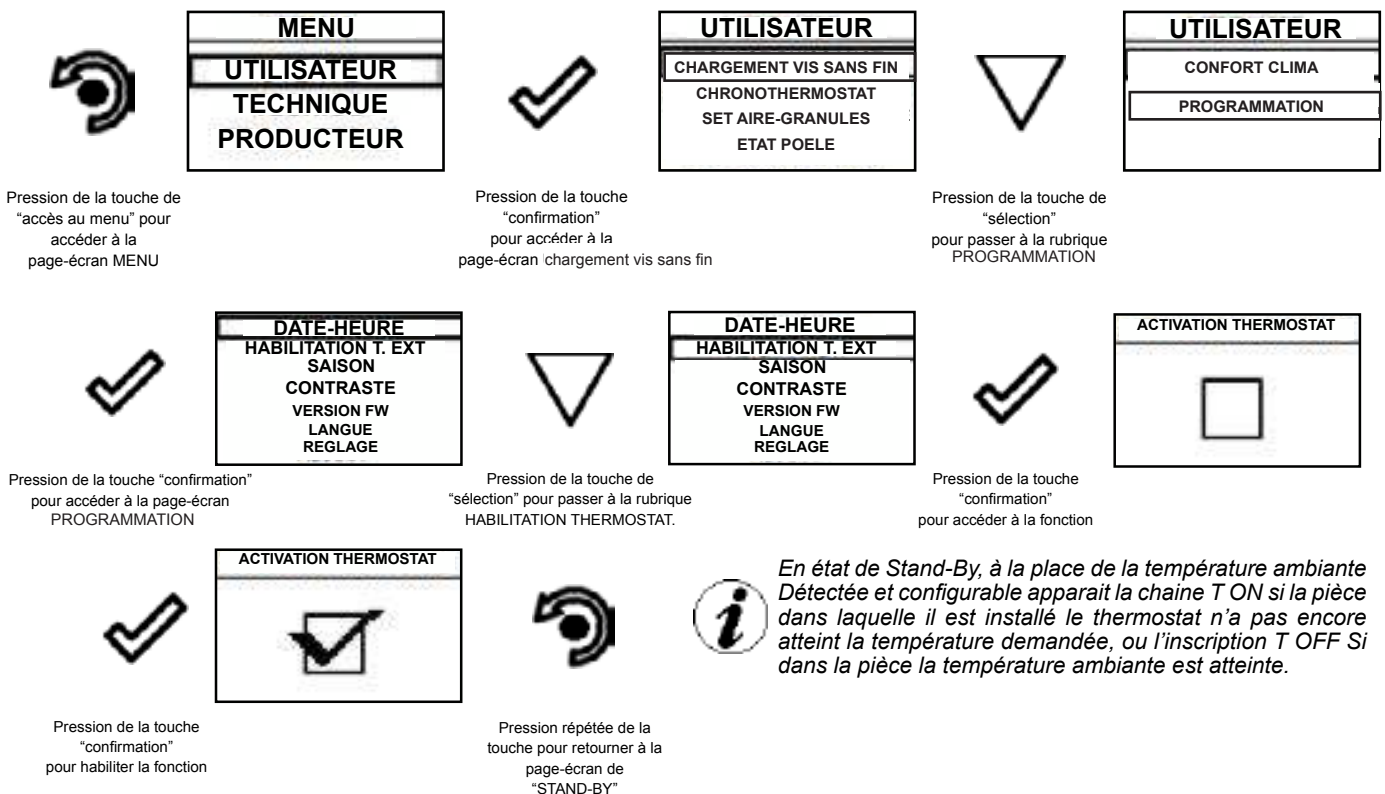 MENU
UTILISATEUR
TECHNIQUE
PRODUCTEUR
UTILISATEUR
CHARGEMENT VIS SANS FIN
CHRONOTHERMOSTAT
SET AIRE-GRANULES
ETAT POELE
UTILISATEUR
CONFORT CLIMA
PROGRAMMATION
Pression de la touche de
“accès au menu” pour
accéder à la
page-écran MENU
Pression de la touche
“confirmation”
pour accéder à la
page-écran chargement vis sans fin
Pression de la touche de
“sélection”
pour passer à la rubrique
PROGRAMMATION
DATE-HEURE
HABILITATION T. EXT
SAISON
CONTRASTE
VERSION FW
LANGUE
REGLAGE
DATE-HEURE
HABILITATION T. EXT
SAISON
CONTRASTE
VERSION FW
LANGUE
REGLAGE
ACTIVATION THERMOSTAT
Pression de la touche “confirmation”
pour accéder à la page-écran
PROGRAMMATION
Pression de la touche de
“sélection” pour passer à la rubrique
HABILITATION THERMOSTAT.
Pression de la touche
“confirmation”
pour accéder à la fonction
ACTIVATION THERMOSTAT
En état de Stand-By, à la place de la température ambiante
Détectée et configurable apparait la chaine T ON si la pièce
dans laquelle il est installé le thermostat n’a pas encore
atteint la température demandée, ou l’inscription T OFF Si
dans la pièce la température ambiante est atteinte.
Pression de la touche
“confirmation”
pour habiliter la fonction
Pression répétée de la
touche pour retourner à la
page-écran de
“STAND-BY”